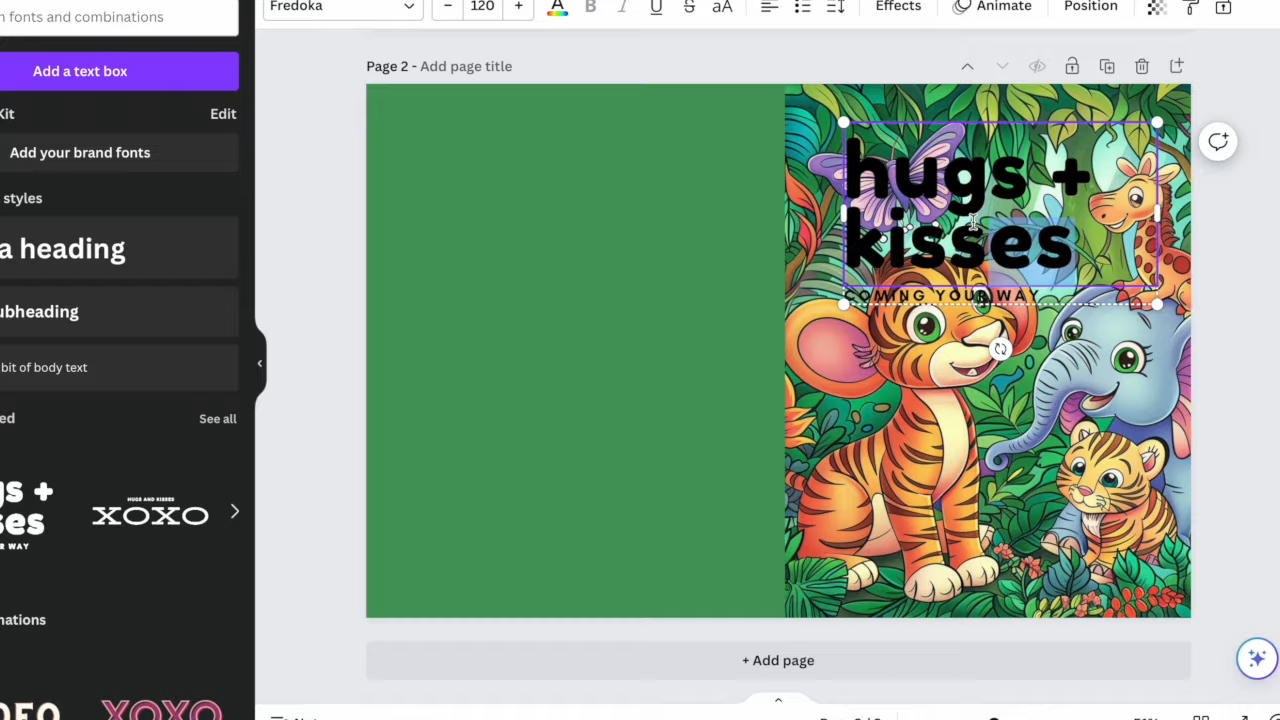 n fonts and combinations
Fredoka
120
B
I
U
S
aA
Effects
Animate
Position
Add a text box
Kit
Edit
Add your brand fonts
styles
a heading
ubheading
bit of body text
ed
See all
gs +
ses
R WAY
HUGS AND KISSES
XOXO
nations
XOXO
Page 2 - Add page title
hugs +
kisses
COMING YOUR WAY
+ Add page